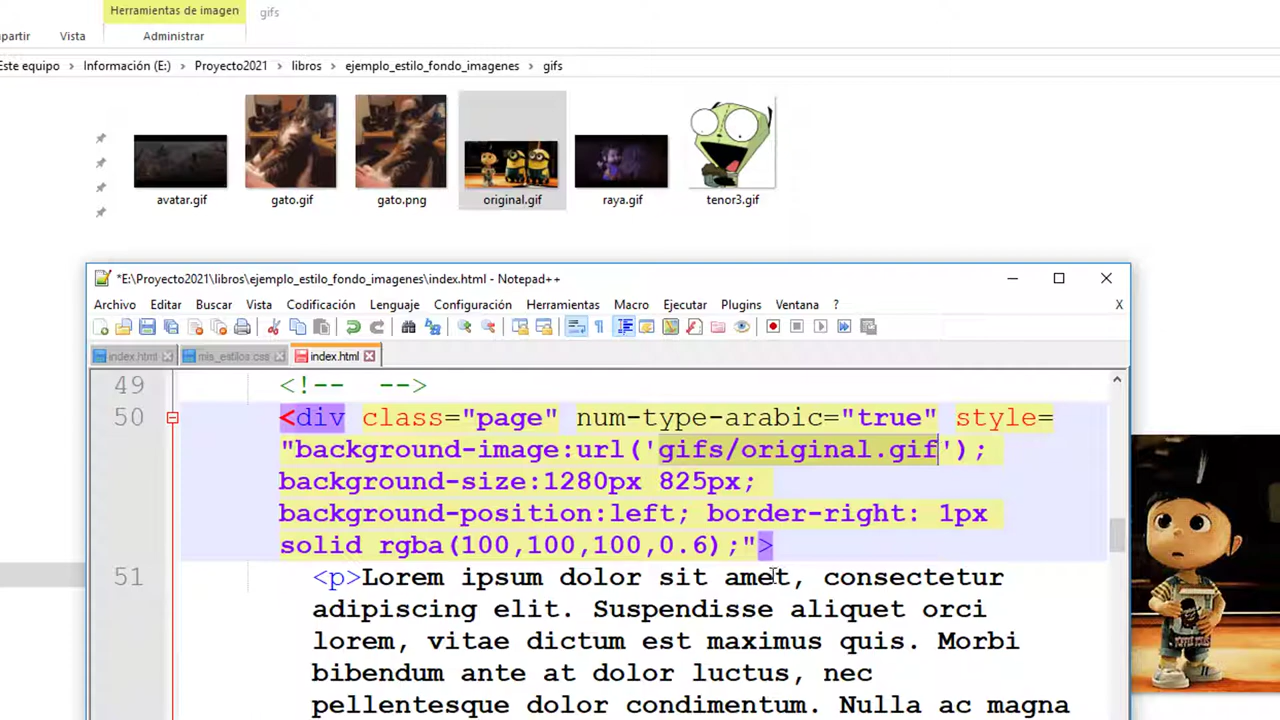 Herramientas de imagen gifs
partir Vista Administrar
Este equipo Información (E:) Proyecto2021 libros ejemplo_estilo_fondo_imagenes gifs
avatar.gif gato.gif gato.png original.gif raya.gif tenor3.gif
*E:\Proyecto2021\libros\ejemplo_estilo_fondo_imagenes\index.html - Notepad++
Archivo Editar Buscar Vista Codificación Lenguaje Configuración Herramientas Macro Ejecutar Plugins Ventana ? X
index.html mis_estilos.css index.html
49 <!-- -->
50 <div class="page" num-type-arabic="true" style=
"background-image:url('gifs/original.gif');
background-size:1280px 825px;
background-position:left; border-right: 1px
solid rgba(100,100,100,0.6);">
51 <p>Lorem ipsum dolor sit amet, consectetur
adipiscing elit. Suspendisse aliquet orci
lorem, vitae dictum est maximus quis. Morbi
bibendum ante at dolor luctus, nec
pellentesque dolor condimentum. Nulla ac magna